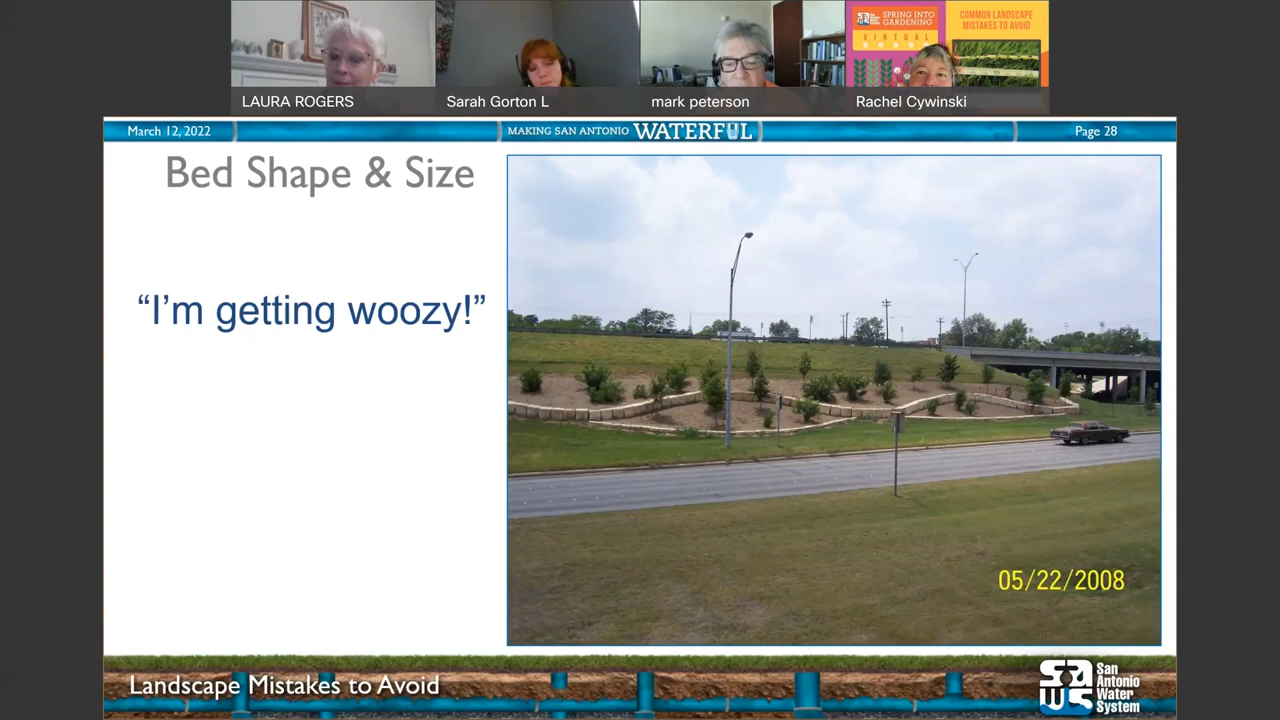 SPRING INTO
GARDENING
VIRTUAL
COMMON LANDSCAPE
MISTAKES TO AVOID
LAURA ROGERS
Sarah Gorton L
mark peterson
Rachel Cywinski
March 12, 2022
MAKING SAN ANTONIO WATERFUL
Page 28
Bed Shape & Size
“I’m getting woozy!”
05/22/2008
Landscape Mistakes to Avoid
saws
San
Antonio
Water
System